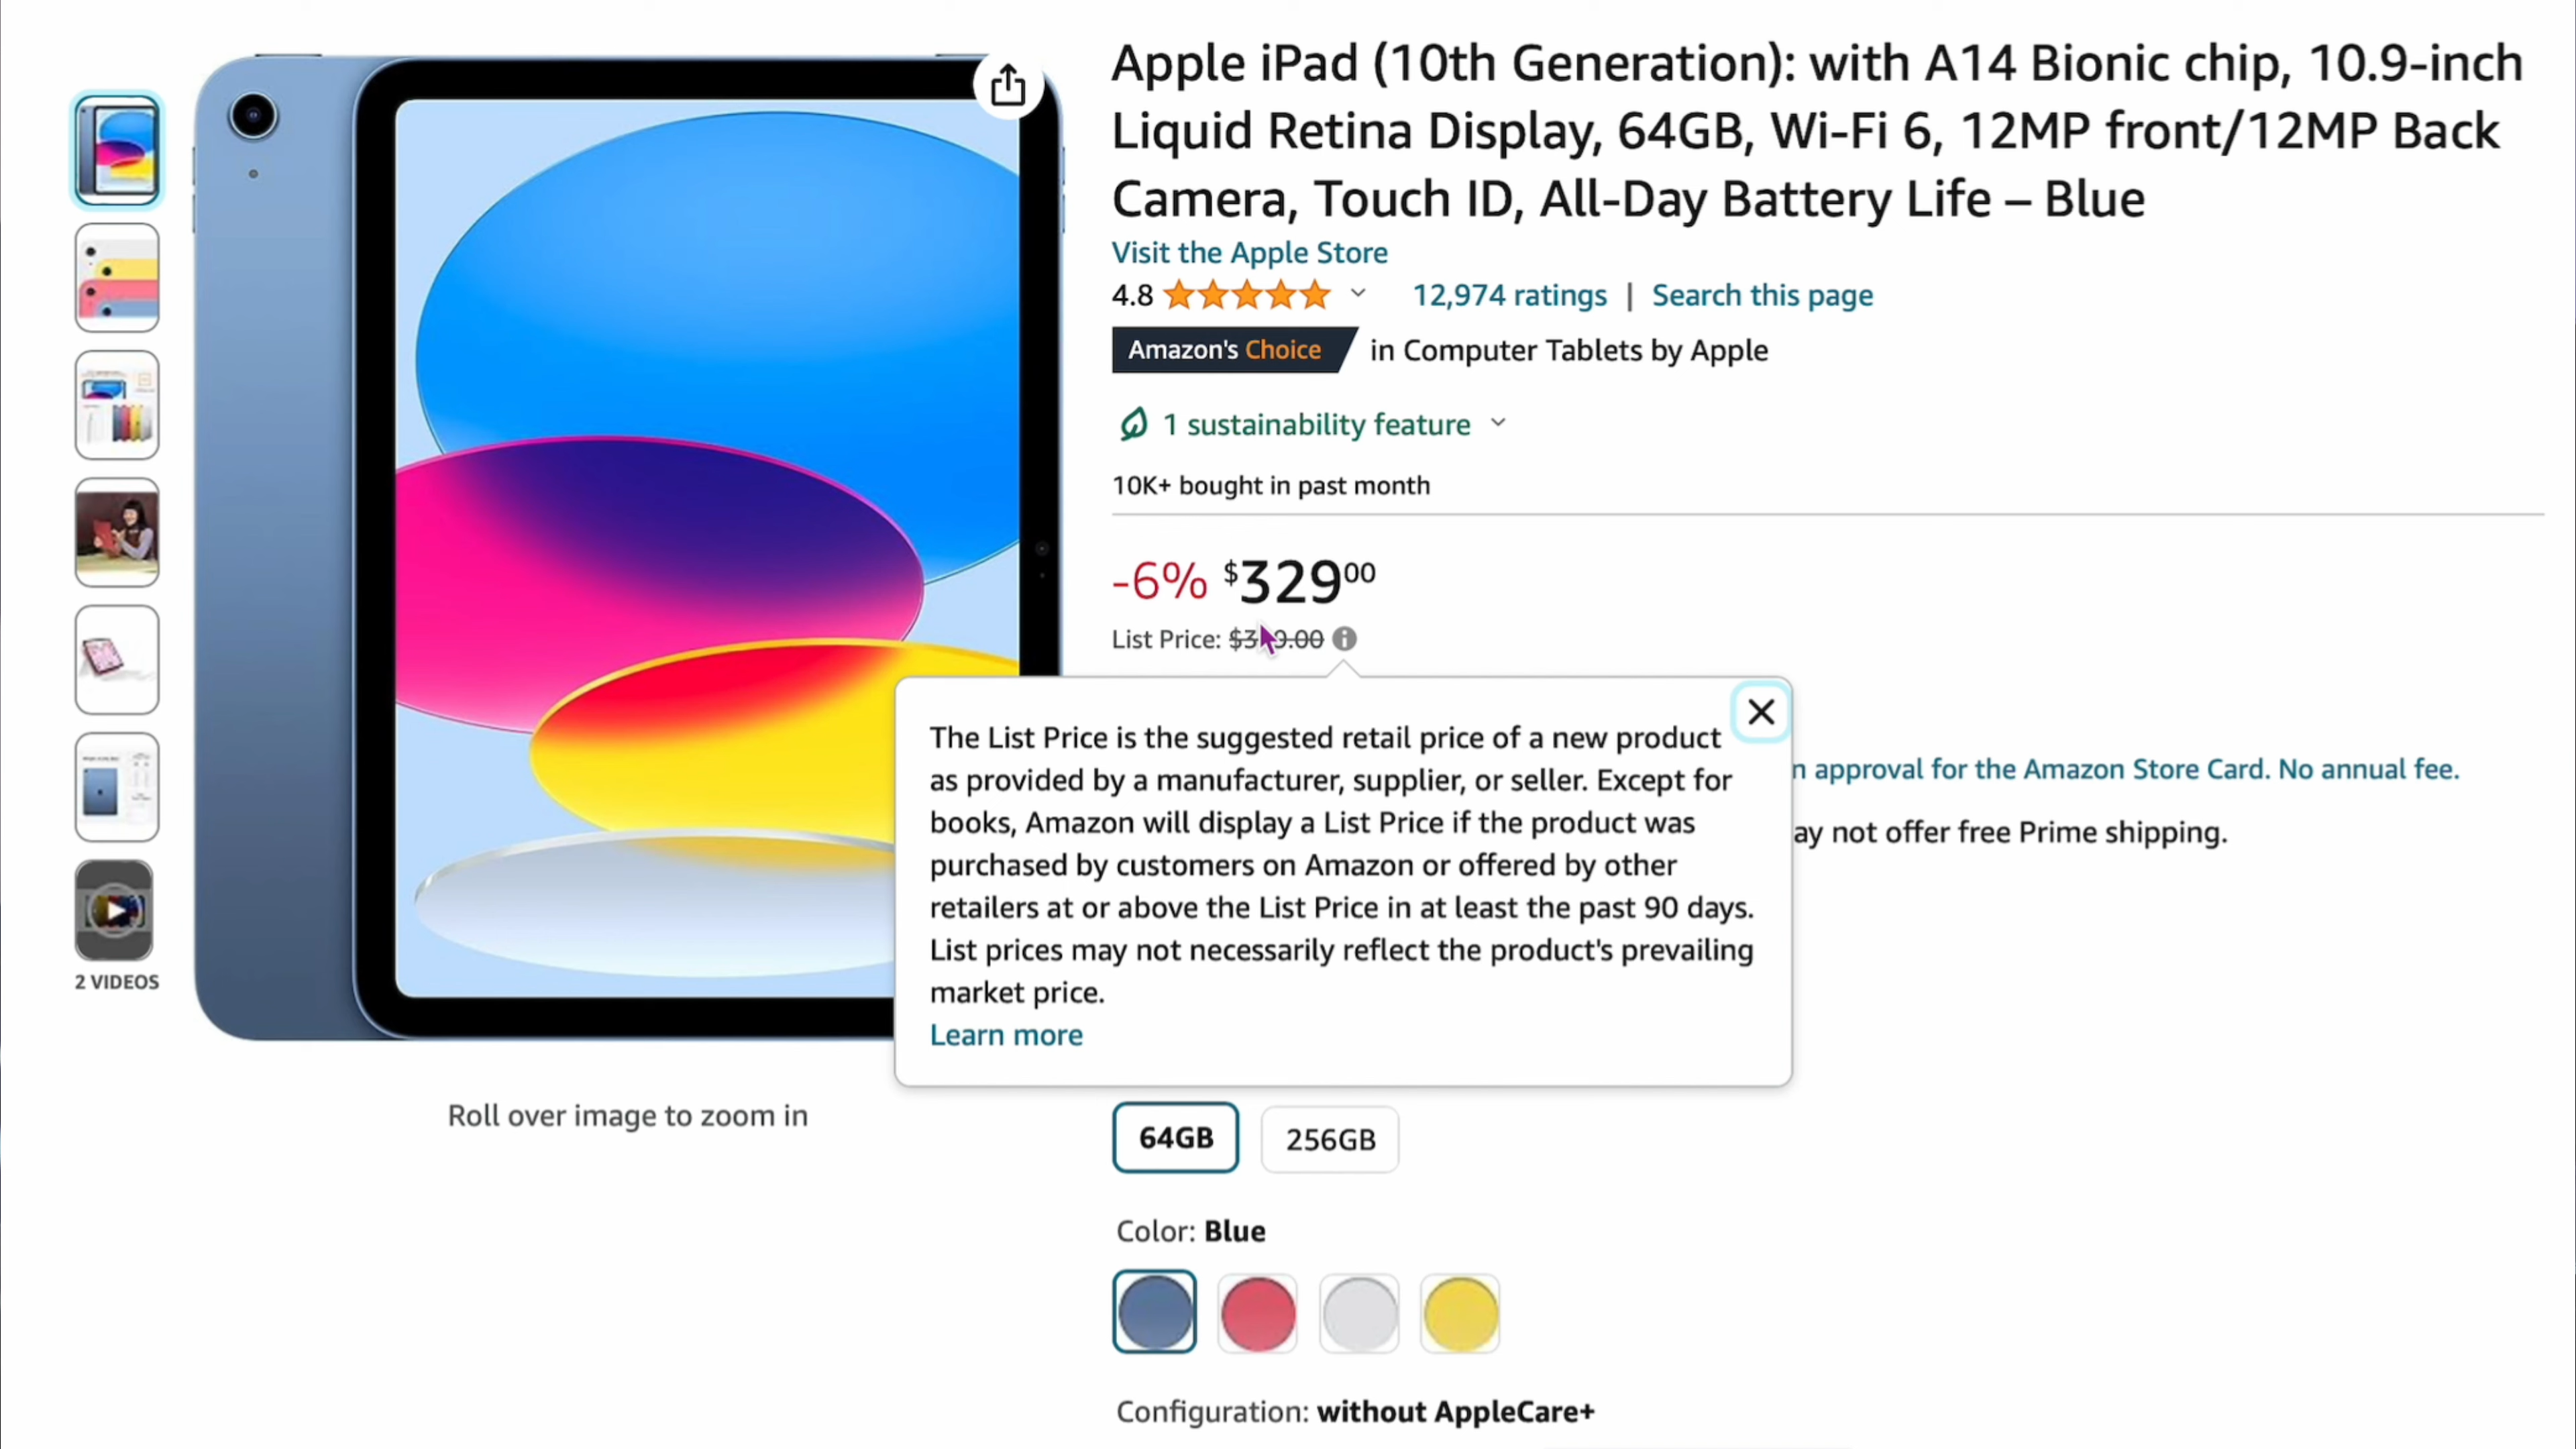 Apple iPad (10th Generation): with A14 Bionic chip, 10.9-inch
Liquid Retina Display, 64GB, Wi-Fi 6, 12MP front/12MP Back
Camera, Touch ID, All-Day Battery Life – Blue
Visit the Apple Store
4.8 12,974 ratings | Search this page
Amazon's Choice in Computer Tablets by Apple
1 sustainability feature
10K+ bought in past month
-6% $329.00
List Price:
The List Price is the suggested retail price of a new product
as provided by a manufacturer, supplier, or seller. Except for
books, Amazon will display a List Price if the product was
purchased by customers on Amazon or offered by other
retailers at or above the List Price in at least the past 90 days.
List prices may not necessarily reflect the product's prevailing
market price.
Learn more
approval for the Amazon Store Card. No annual fee.
not offer free Prime shipping.
2 VIDEOS
Roll over image to zoom in
64GB
256GB
Color: Blue
Configuration: without AppleCare+